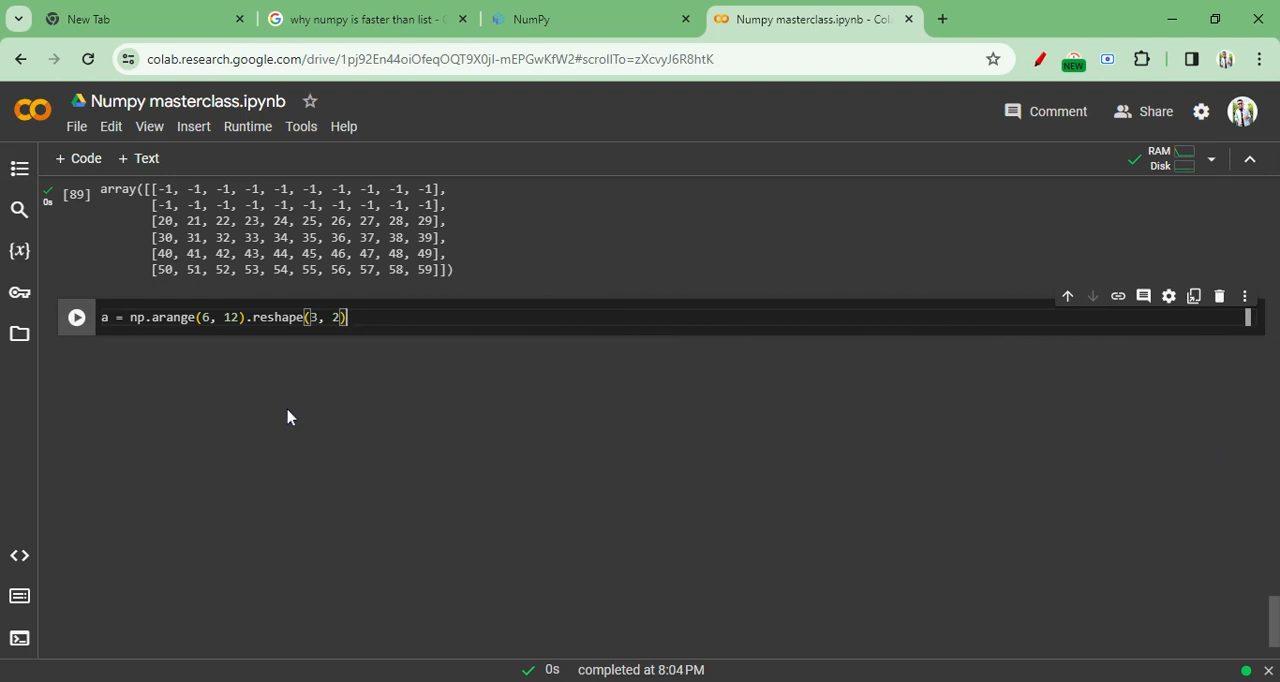 New Tab
why numpy is faster than list - G
NumPy
Numpy masterclass.ipynb - Cola
colab.research.google.com/drive/1pj92En44oiOfeqOQT9X0jI-mEPGwKfW2#scrollTo=zXcvyJ6R8htK
NEW
Numpy masterclass.ipynb
Comment
Share
File Edit View Insert Runtime Tools Help
+ Code + Text
RAM
Disk
[89] array([[-1, -1, -1, -1, -1, -1, -1, -1, -1, -1],
0s
[-1, -1, -1, -1, -1, -1, -1, -1, -1, -1],
[20, 21, 22, 23, 24, 25, 26, 27, 28, 29],
[30, 31, 32, 33, 34, 35, 36, 37, 38, 39],
[40, 41, 42, 43, 44, 45, 46, 47, 48, 49],
[50, 51, 52, 53, 54, 55, 56, 57, 58, 59]])
a = np.arange(6, 12).reshape(3, 2)
{x}
0s completed at 8:04 PM